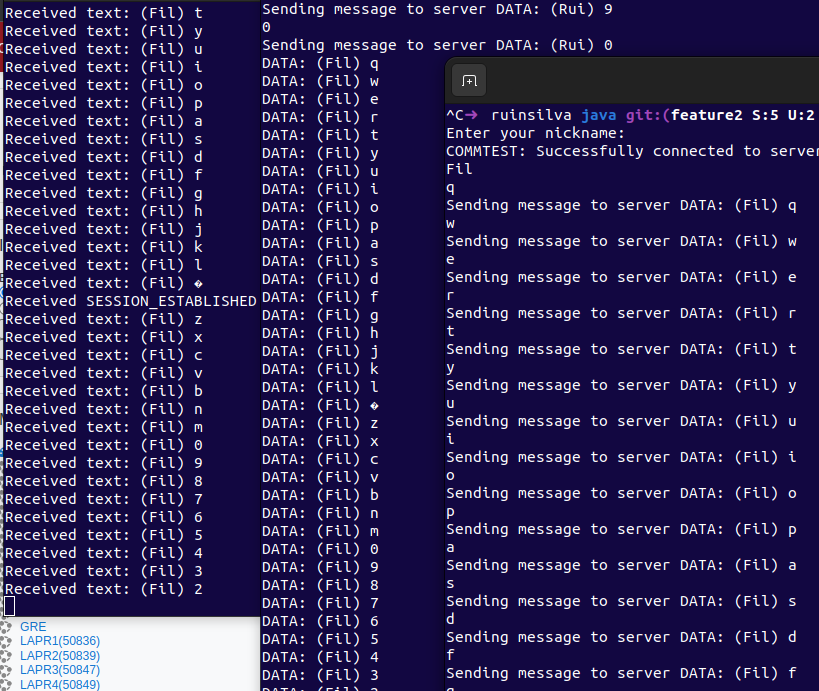 Received text: (Fil) t
Received text: (Fil) y
Received text: (Fil) u
Received text: (Fil) i
Received text: (Fil) o
Received text: (Fil) p
Received text: (Fil) a
Received text: (Fil) s
Received text: (Fil) d
Received text: (Fil) f
Received text: (Fil) g
Received text: (Fil) h
Received text: (Fil) j
Received text: (Fil) k
Received text: (Fil) l
Received text: (Fil) �
Received SESSION_ESTABLISHED
Received text: (Fil) z
Received text: (Fil) x
Received text: (Fil) c
Received text: (Fil) v
Received text: (Fil) b
Received text: (Fil) n
Received text: (Fil) m
Received text: (Fil) 0
Received text: (Fil) 9
Received text: (Fil) 8
Received text: (Fil) 7
Received text: (Fil) 6
Received text: (Fil) 5
Received text: (Fil) 4
Received text: (Fil) 3
Received text: (Fil) 2
GRE
LAPR1(50836)
LAPR2(50839)
LAPR3(50847)
LAPR4(50849)
Sending message to server DATA: (Rui) 9
0
Sending message to server DATA: (Rui) 0
DATA: (Fil) q
DATA: (Fil) w
DATA: (Fil) e
DATA: (Fil) r
DATA: (Fil) t
DATA: (Fil) y
DATA: (Fil) u
DATA: (Fil) i
DATA: (Fil) o
DATA: (Fil) p
DATA: (Fil) a
DATA: (Fil) s
DATA: (Fil) d
DATA: (Fil) f
DATA: (Fil) g
DATA: (Fil) h
DATA: (Fil) j
DATA: (Fil) k
DATA: (Fil) l
DATA: (Fil) �
DATA: (Fil) z
DATA: (Fil) x
DATA: (Fil) c
DATA: (Fil) v
DATA: (Fil) b
DATA: (Fil) n
DATA: (Fil) m
DATA: (Fil) 0
DATA: (Fil) 9
DATA: (Fil) 8
DATA: (Fil) 7
DATA: (Fil) 6
DATA: (Fil) 5
DATA: (Fil) 4
DATA: (Fil) 3
^C➜ ruinsilva java git:(feature2 S:5 U:2
Enter your nickname:
COMMTEST: Successfully connected to server
Fil
q
Sending message to server DATA: (Fil) q
w
Sending message to server DATA: (Fil) w
e
Sending message to server DATA: (Fil) e
r
Sending message to server DATA: (Fil) r
t
Sending message to server DATA: (Fil) t
y
Sending message to server DATA: (Fil) y
u
Sending message to server DATA: (Fil) u
i
Sending message to server DATA: (Fil) i
o
Sending message to server DATA: (Fil) o
p
Sending message to server DATA: (Fil) p
a
Sending message to server DATA: (Fil) a
s
Sending message to server DATA: (Fil) s
d
Sending message to server DATA: (Fil) d
f
Sending message to server DATA: (Fil) f